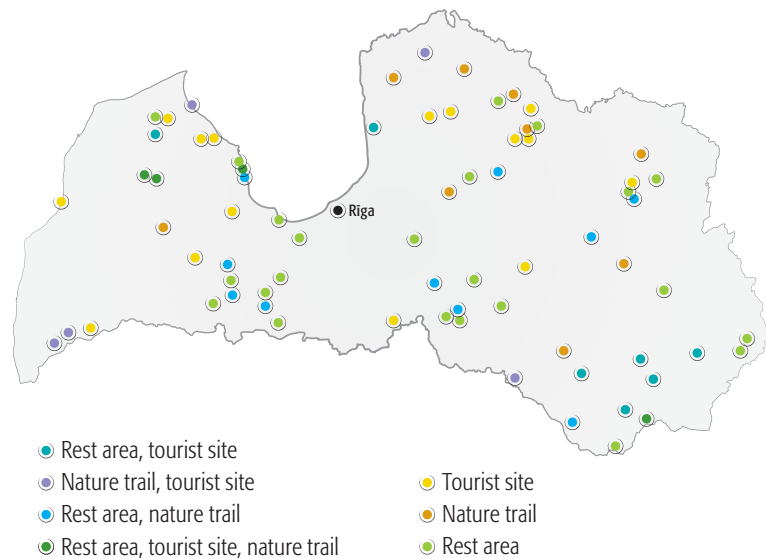 Rīga
Rest area, tourist site
Nature trail, tourist site
Rest area, nature trail
Rest area, tourist site, nature trail
Tourist site
Nature trail
Rest area